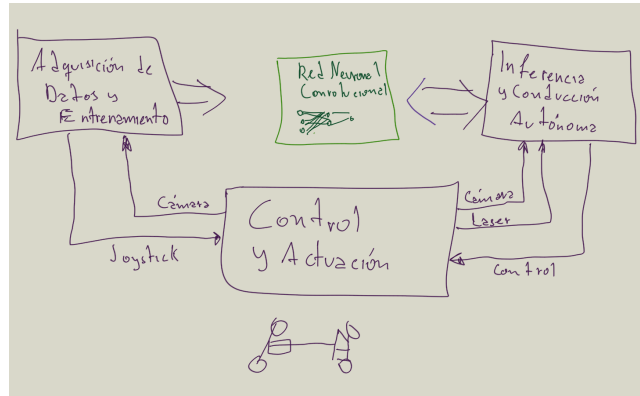 Adquisición de
Datos y
Entrenamiento
Red Neuronal
Convolucional
Inferencia
y Conducción
Autónoma
Cámara
Joystick
Control
y Actuación
Cámara
Laser
Control